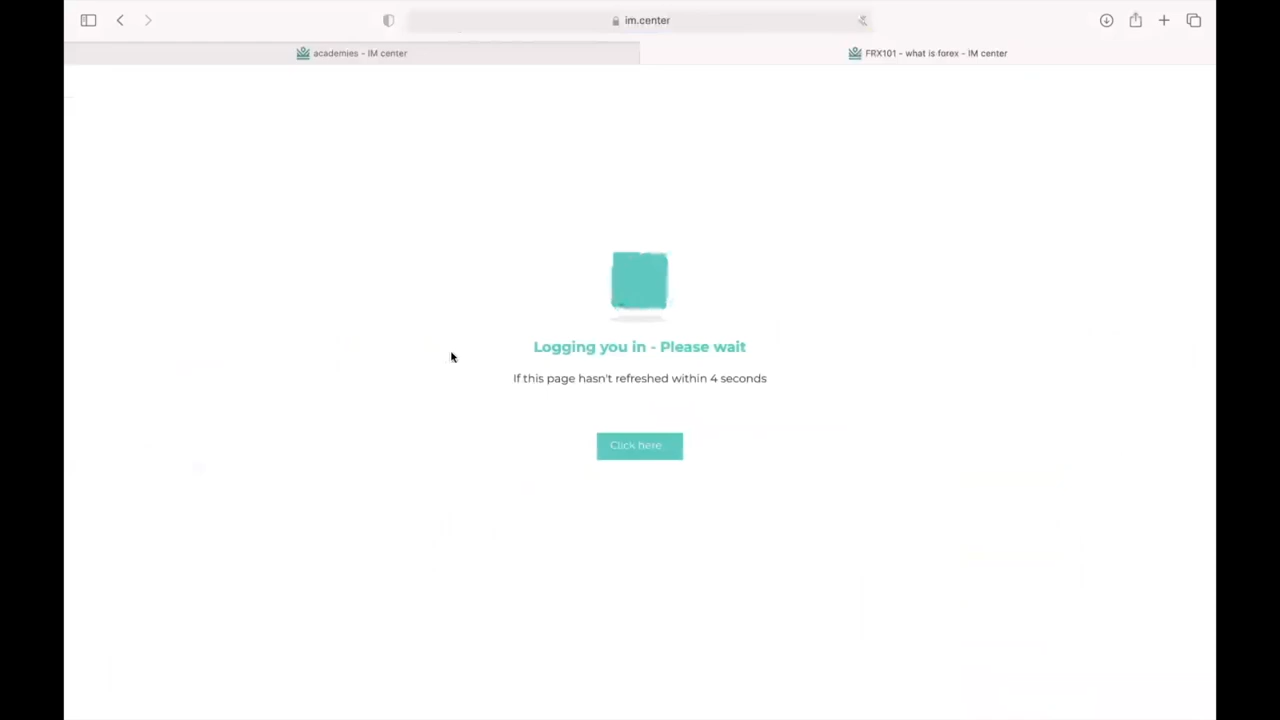 im.center
academies - IM center
FRX101 - what is forex - IM center
Logging you in - Please wait
If this page hasn't refreshed within 4 seconds
Click here